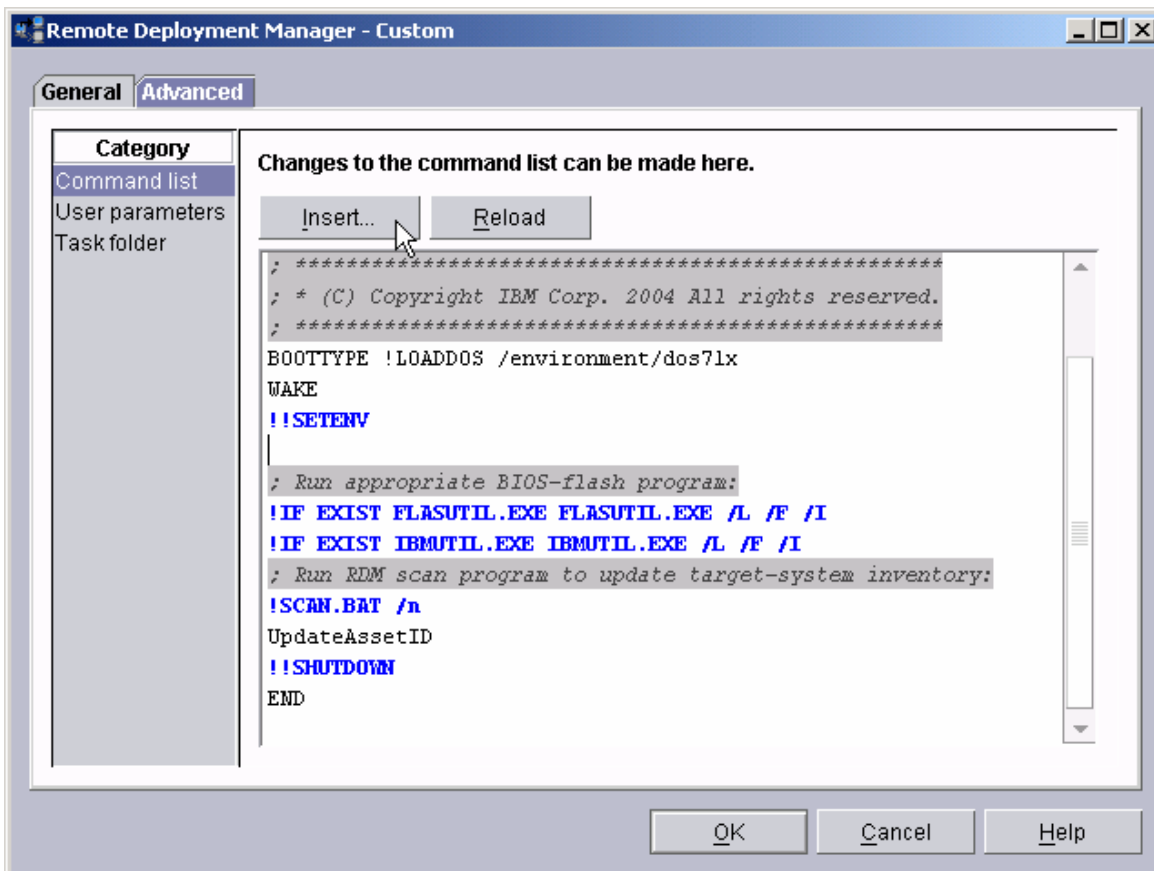 Remote Deployment Manager - Custom
General Advanced
Category
Command list
User parameters
Task folder
Changes to the command list can be made here.
Insert... Reload
; ***************************************************
; * (C) Copyright IBM Corp. 2004 All rights reserved.
; ***************************************************
BOOTTYPE !LOADDOS /environment/dos71x
WAKE
!!SETENV
; Run appropriate BIOS-flash program:
!IF EXIST FLASUTIL.EXE FLASUTIL.EXE /L /F /I
!IF EXIST IBMUTIL.EXE IBMUTIL.EXE /L /F /I
; Run RDM scan program to update target-system inventory:
!SCAN.BAT /n
UpdateAssetID
!!SHUTDOWN
END
OK Cancel Help